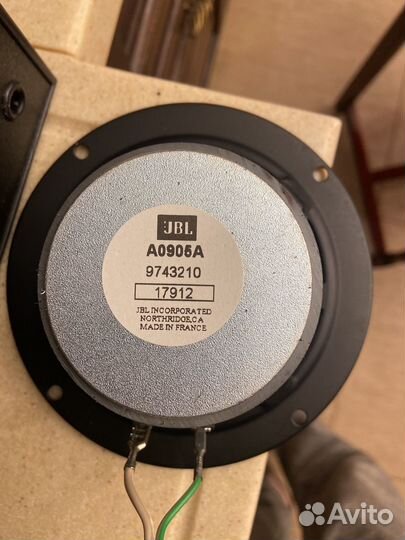 JBL
A0905A
9743210
17912
JBL INCORPORATED
NORTHRIDGE, CA
MADE IN FRANCE
Avito